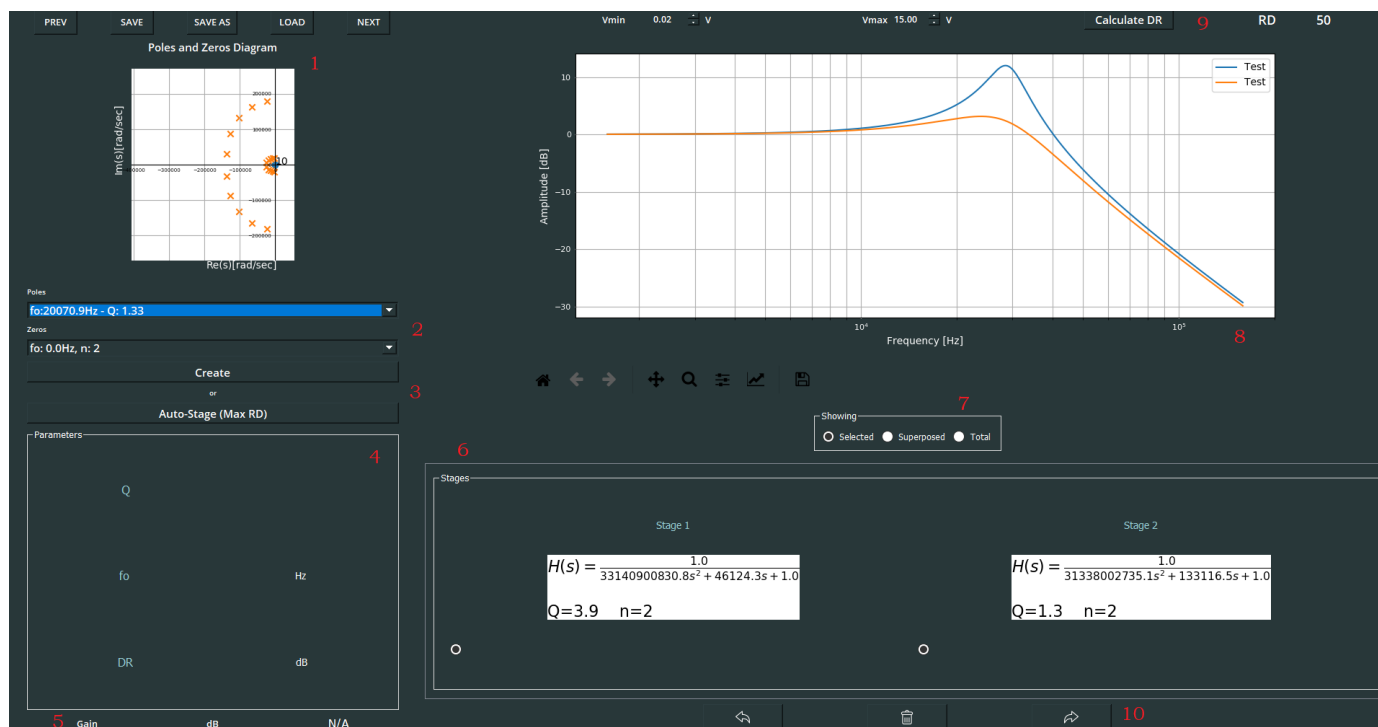 PREV SAVE SAVE AS LOAD NEXT
Vmin 0.02 V Vmax 15.00 V Calculate DR 9 RD 50
Poles and Zeros Diagram
1
Im(s)[rad/sec]
200000
100000
10
-300000 -200000 -100000
-100000
-200000
Re(s)[rad/sec]
Test
Test
Amplitude [dB]
10
0
−10
−20
−30
10⁴ 10⁵
Frequency [Hz]
8
Poles
fo:20070.9Hz - Q: 1.33
2
Zeros
fo: 0.0Hz, n: 2
Create
or
3
Auto-Stage (Max RD)
7
Showing
Selected Superposed Total
Parameters
4
Q
fo Hz
DR dB
5 Gain dB N/A
6
Stages
Stage 1
H(s) = 1.0 / 33140900830.8s² + 46124.3s + 1.0
Q=3.9 n=2
Stage 2
H(s) = 1.0 / 31338002735.1s² + 133116.5s + 1.0
Q=1.3 n=2
10